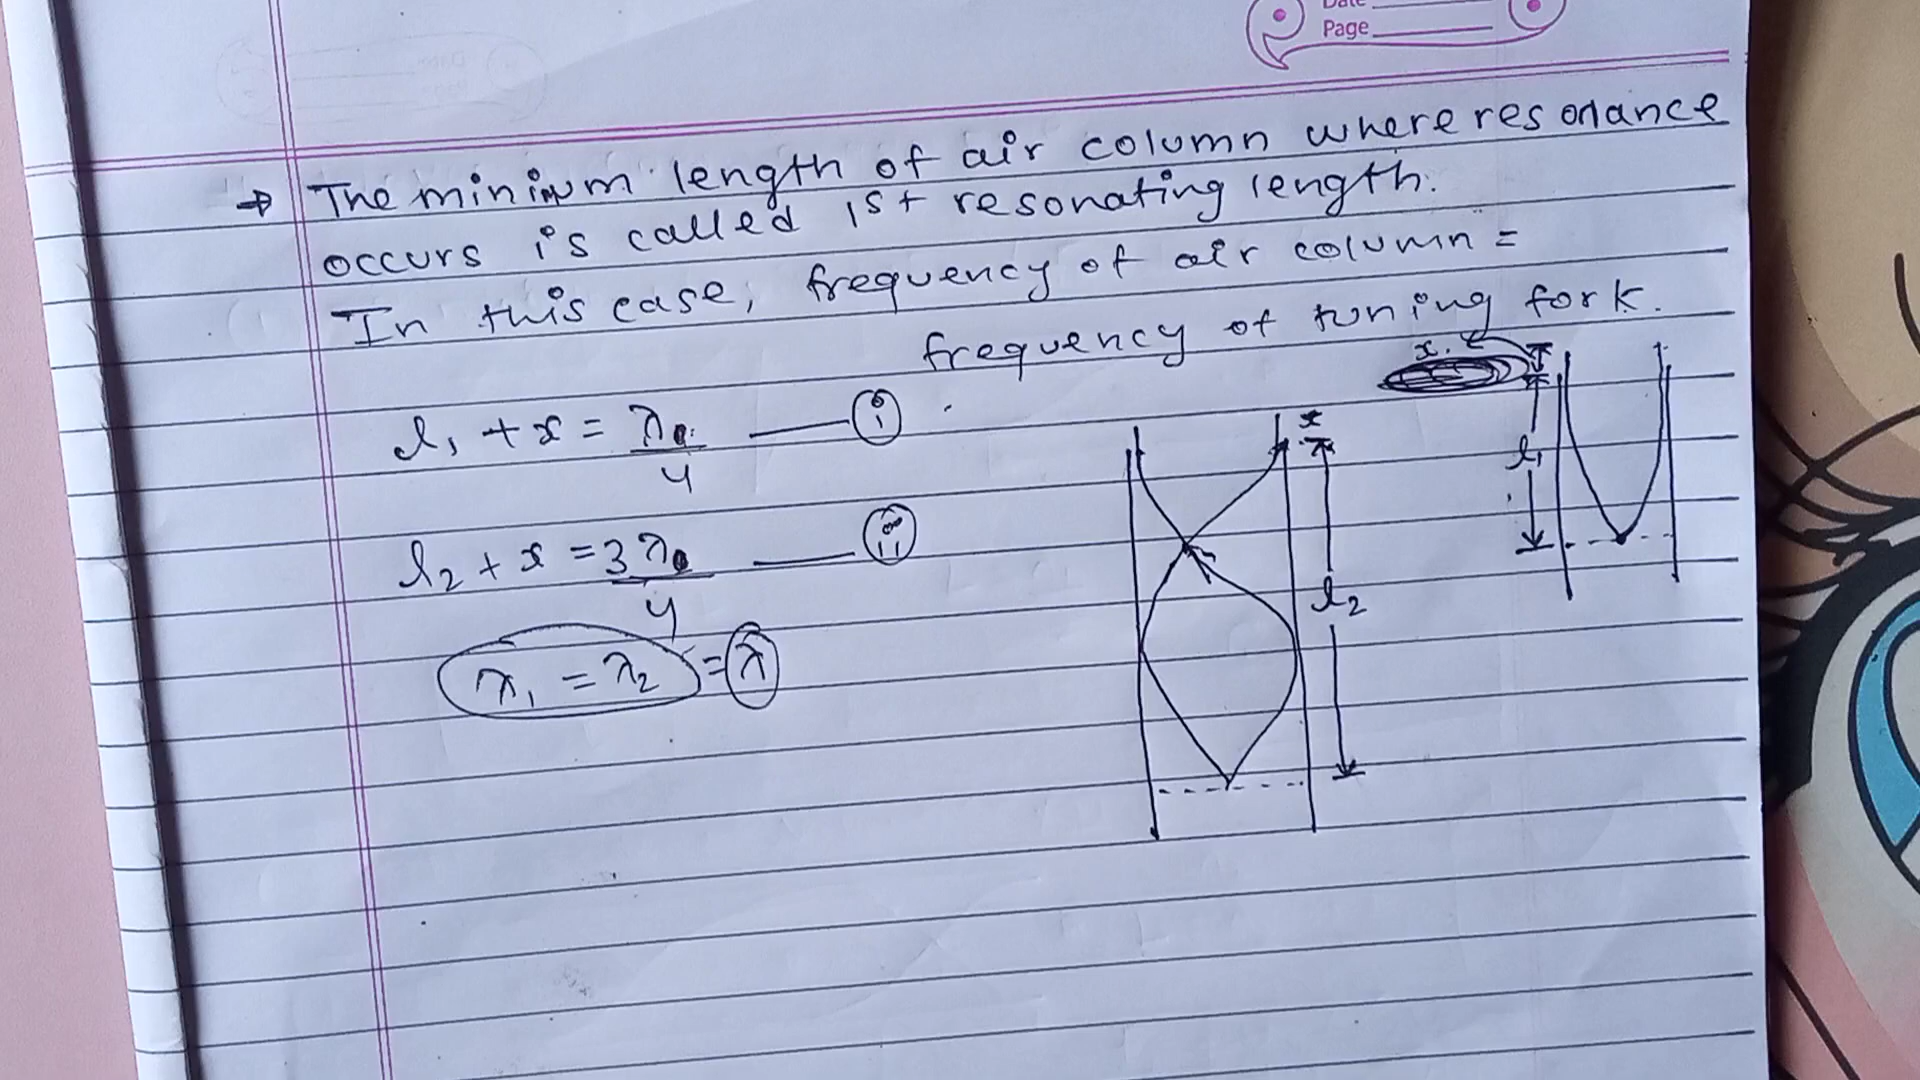 Date
Page
→ The minimum length of air column where resonance
occurs is called 1st resonating length.
In this case, frequency of air column =
frequency of tuning fork.
x
l₁ + x = λ/4 —— (i)
x
l₁
l₂ + x = 3λ/4 —— (ii)
l₂
λ₁ = λ₂ = λ